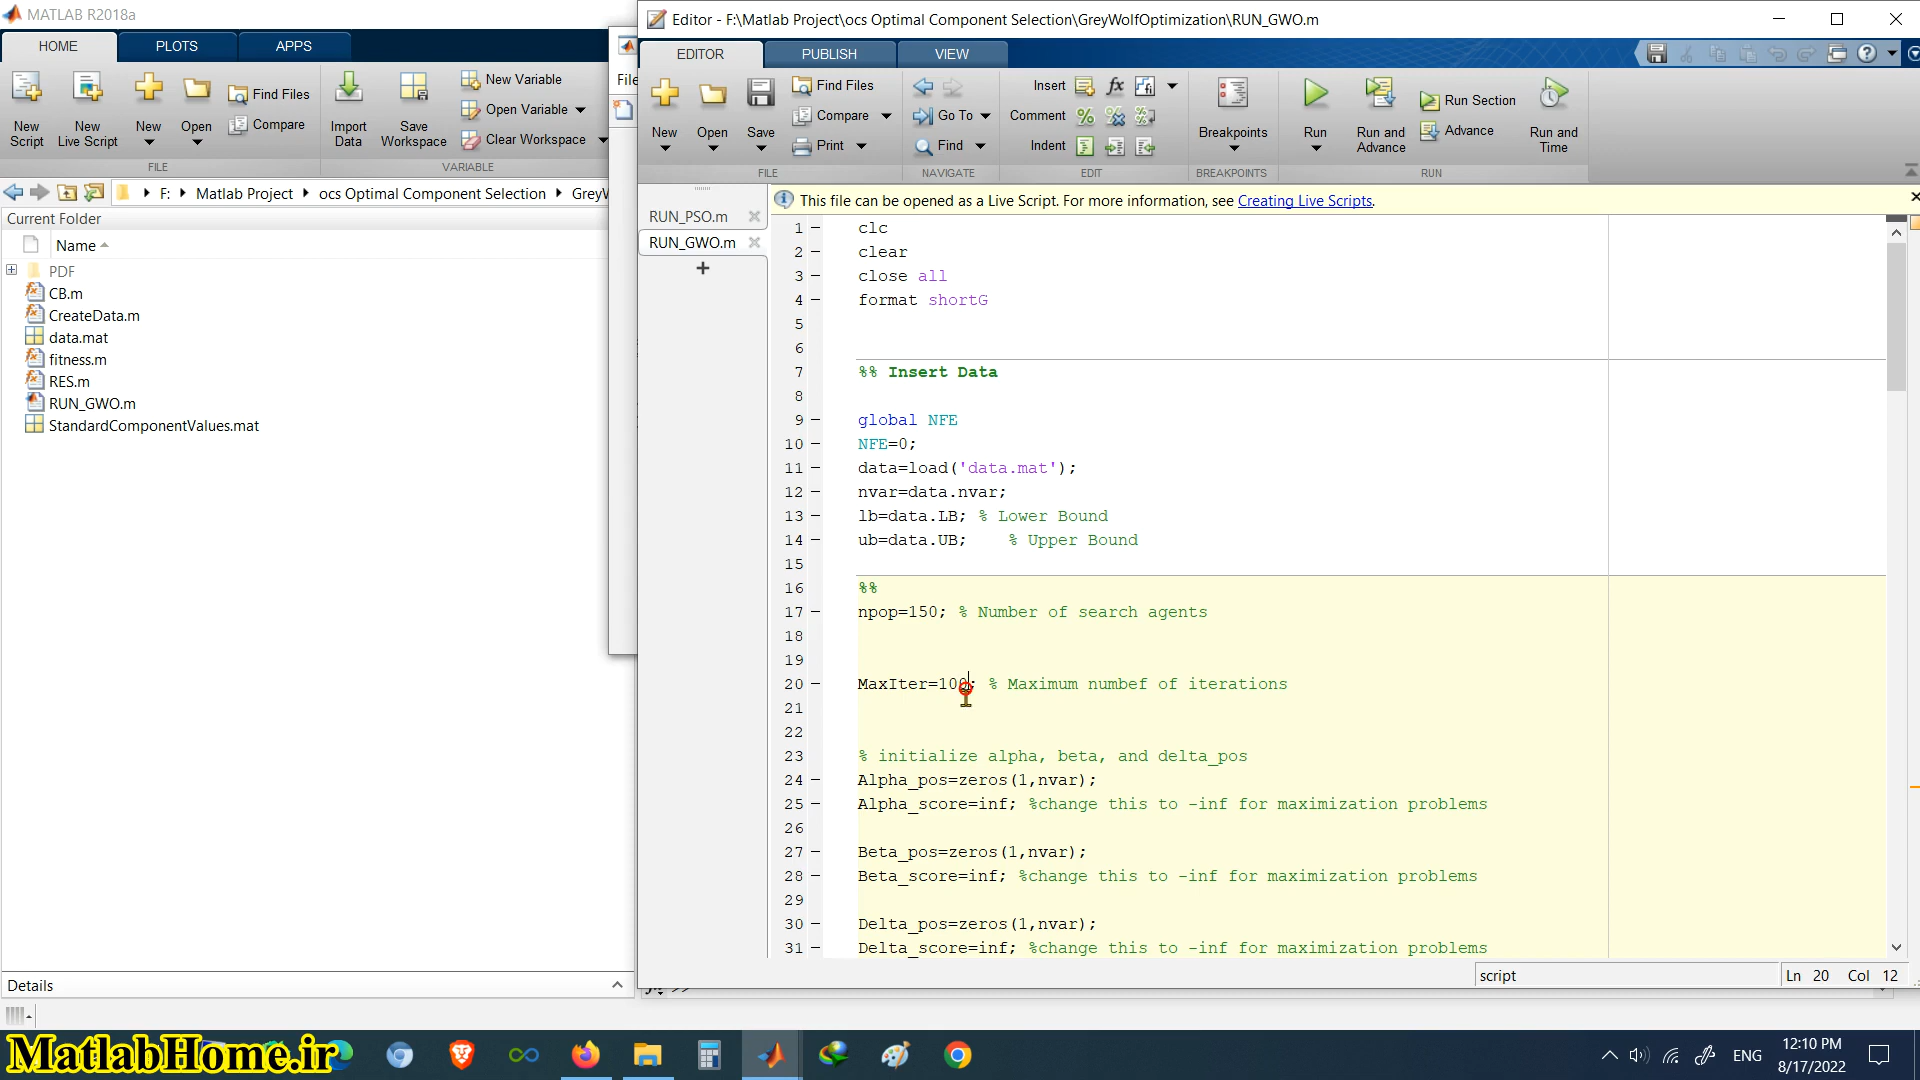 MATLAB R2018a
HOME
PLOTS
APPS
New Script
New Live Script
New
Open
Find Files
Compare
Import Data
Save Workspace
New Variable
Open Variable
Clear Workspace
FILE
VARIABLE
F:
Matlab Project
ocs Optimal Component Selection
GreyW
Current Folder
Name
PDF
CB.m
CreateData.m
data.mat
fitness.m
RES.m
RUN_GWO.m
StandardComponentValues.mat
Details
File
Editor - F:\Matlab Project\ocs Optimal Component Selection\GreyWolfOptimization\RUN_GWO.m
EDITOR
PUBLISH
VIEW
New
Open
Save
Find Files
Compare
Print
Go To
Find
Insert
Comment
Indent
fx
Breakpoints
Run
Run and Advance
Run Section
Advance
Run and Time
FILE
NAVIGATE
EDIT
BREAKPOINTS
RUN
RUN_PSO.m
RUN_GWO.m
This file can be opened as a Live Script. For more information, see Creating Live Scripts.
1 – clc
2 – clear
3 – close all
4 – format shortG
5
6
7 %% Insert Data
8
9 – global NFE
10 – NFE=0;
11 – data=load('data.mat');
12 – nvar=data.nvar;
13 – lb=data.LB; % Lower Bound
14 – ub=data.UB; % Upper Bound
15
16 %%
17 – npop=150; % Number of search agents
18
19
20 – MaxIter=100; % Maximum numbef of iterations
21
22
23 % initialize alpha, beta, and delta_pos
24 – Alpha_pos=zeros(1,nvar);
25 – Alpha_score=inf; %change this to -inf for maximization problems
26
27 – Beta_pos=zeros(1,nvar);
28 – Beta_score=inf; %change this to -inf for maximization problems
29
30 – Delta_pos=zeros(1,nvar);
31 – Delta_score=inf; %change this to -inf for maximization problems
script
Ln 20 Col 12
MatlabHome.ir
ENG
12:10 PM
8/17/2022